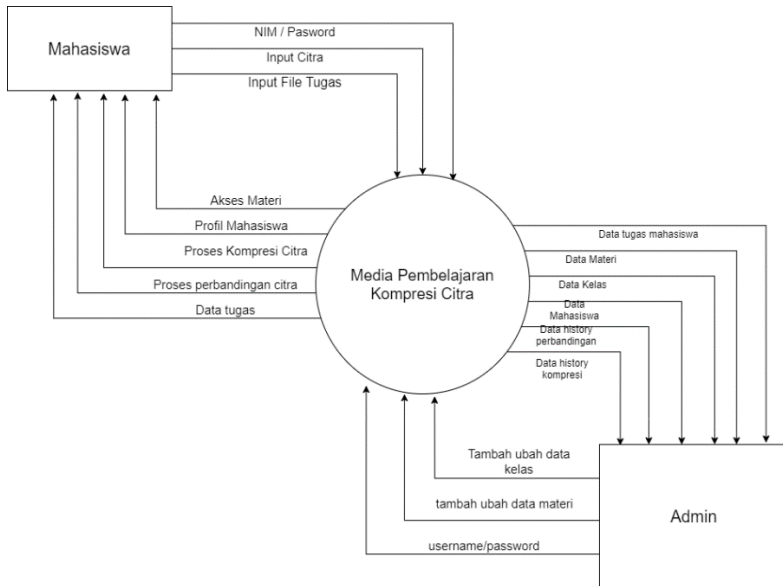 NIM / Pasword
Mahasiswa
Input Citra
Input File Tugas
Akses Materi
Profil Mahasiswa
Proses Kompresi Citra
Proses perbandingan citra
Data tugas
Media Pembelajaran
Kompresi Citra
Data tugas mahasiswa
Data Materi
Data Kelas
Data
Mahasiswa
Data history
perbandingan
Data history
kompresi
Tambah ubah data
kelas
tambah ubah data materi
username/password
Admin